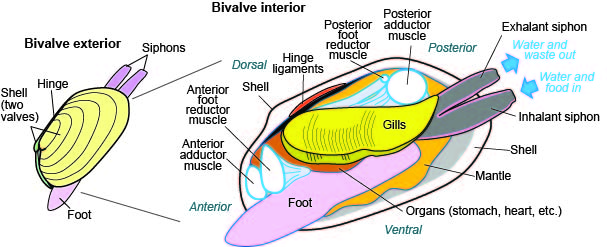 Bivalve exterior
Siphons
Hinge
Shell
(two
valves)
Foot
Bivalve interior
Posterior
foot
reductor
muscle
Posterior
adductor
muscle
Exhalant siphon
Posterior
Water and
waste out
Dorsal
Hinge
ligaments
Water and
food in
Shell
Anterior
foot
reductor
muscle
Gills
Inhalant siphon
Anterior
adductor
muscle
Shell
Mantle
Anterior
Foot
Organs (stomach, heart, etc.)
Ventral